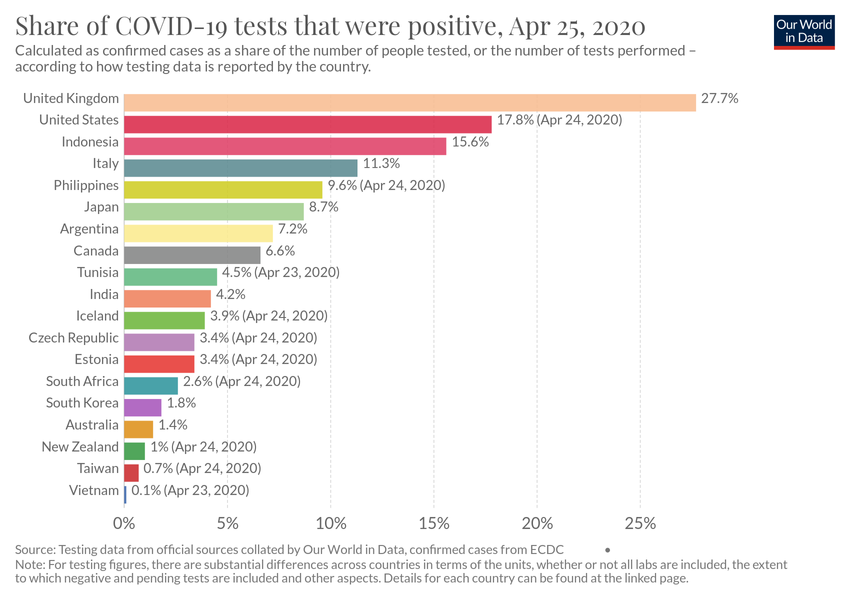 Share of COVID-19 tests that were positive, Apr 25, 2020
Our World
in Data
Calculated as confirmed cases as a share of the number of people tested, or the number of tests performed –
according to how testing data is reported by the country.
United Kingdom 27.7%
United States 17.8% (Apr 24, 2020)
Indonesia 15.6%
Italy 11.3%
Philippines 9.6% (Apr 24, 2020)
Japan 8.7%
Argentina 7.2%
Canada 6.6%
Tunisia 4.5% (Apr 23, 2020)
India 4.2%
Iceland 3.9% (Apr 24, 2020)
Czech Republic 3.4% (Apr 24, 2020)
Estonia 3.4% (Apr 24, 2020)
South Africa 2.6% (Apr 24, 2020)
South Korea 1.8%
Australia 1.4%
New Zealand 1% (Apr 24, 2020)
Taiwan 0.7% (Apr 24, 2020)
Vietnam 0.1% (Apr 23, 2020)
0% 5% 10% 15% 20% 25%
Source: Testing data from official sources collated by Our World in Data, confirmed cases from ECDC •
Note: For testing figures, there are substantial differences across countries in terms of the units, whether or not all labs are included, the extent
to which negative and pending tests are included and other aspects. Details for each country can be found at the linked page.